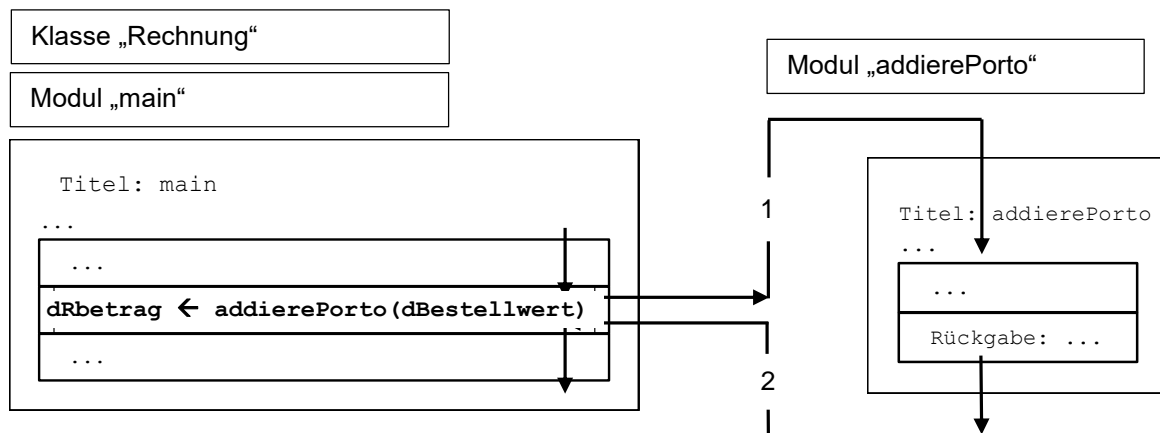 Klasse „Rechnung“
Modul „main“
Modul „addierePorto“
Titel: main
...
...
dRbetrag ← addierePorto(dBestellwert)
...
1
2
Titel: addierePorto
...
...
Rückgabe: ...